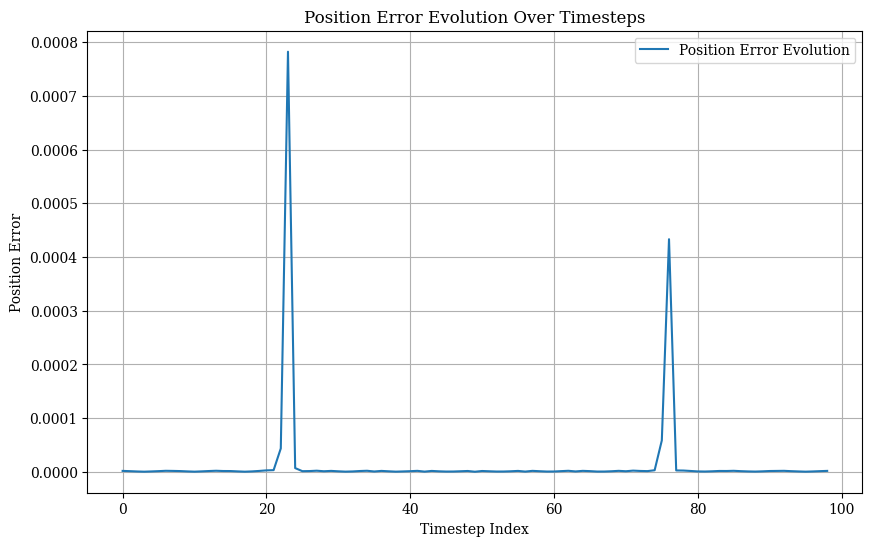 Position Error Evolution Over Timesteps
Position Error Evolution
0.0008
0.0007
0.0006
0.0005
0.0004
0.0003
0.0002
0.0001
0.0000
Position Error
0 20 40 60 80 100
Timestep Index